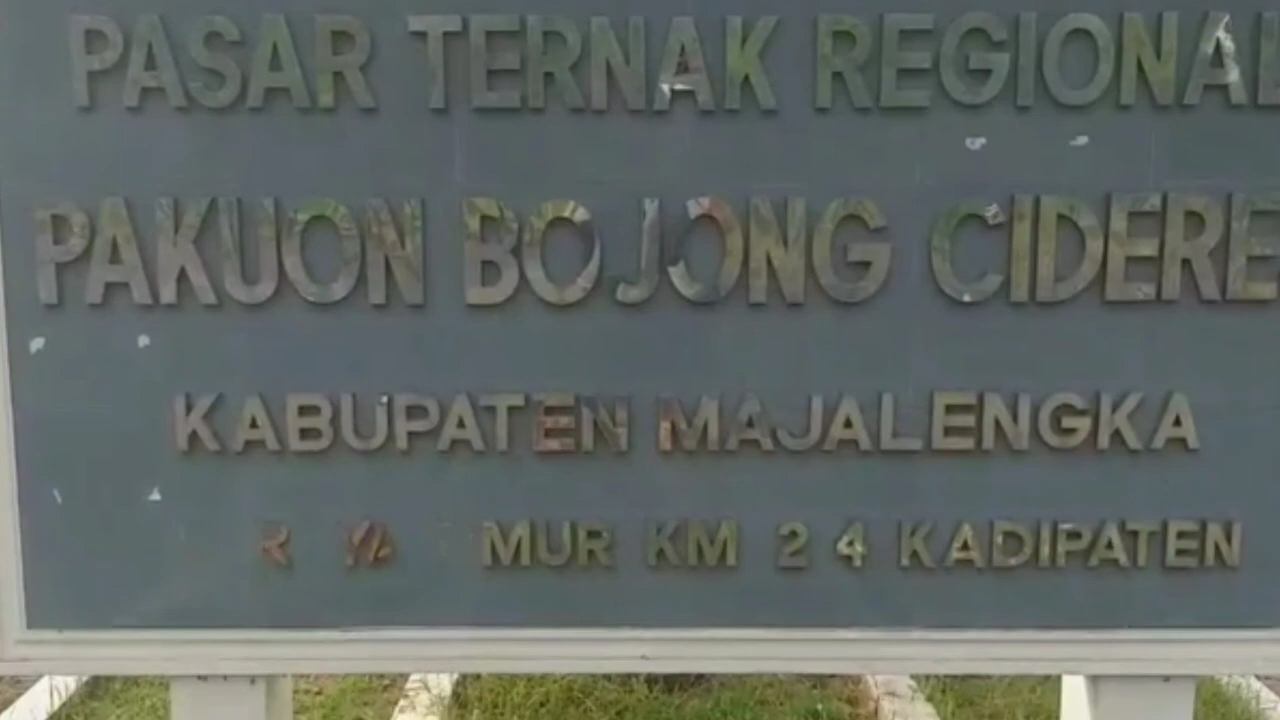 PASAR TERNAK REGIONAL
PAKUON BOJONG CIDERE
KABUPATEN MAJALENGKA
MUR KM 24 KADIPATEN